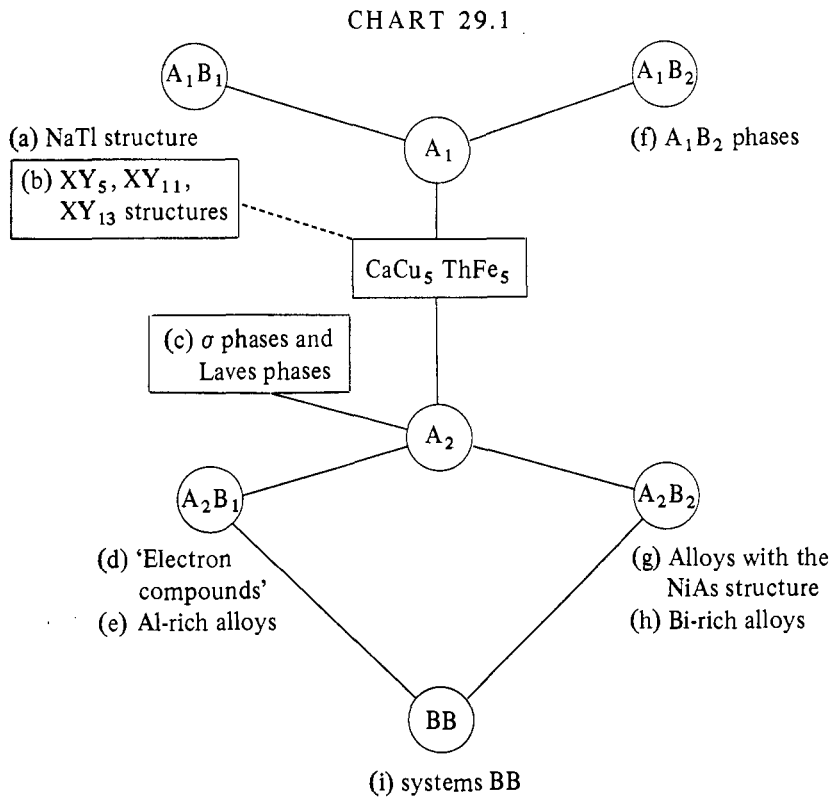 CHART 29.1
A₁B₁
A₁B₂
(a) NaTl structure
A₁
(f) A₁B₂ phases
(b) XY₅, XY₁₁,
XY₁₃ structures
CaCu₅ ThFe₅
(c) σ phases and
Laves phases
A₂
A₂B₁
A₂B₂
(d) 'Electron
compounds'
(e) Al-rich alloys
(g) Alloys with the
NiAs structure
(h) Bi-rich alloys
BB
(i) systems BB